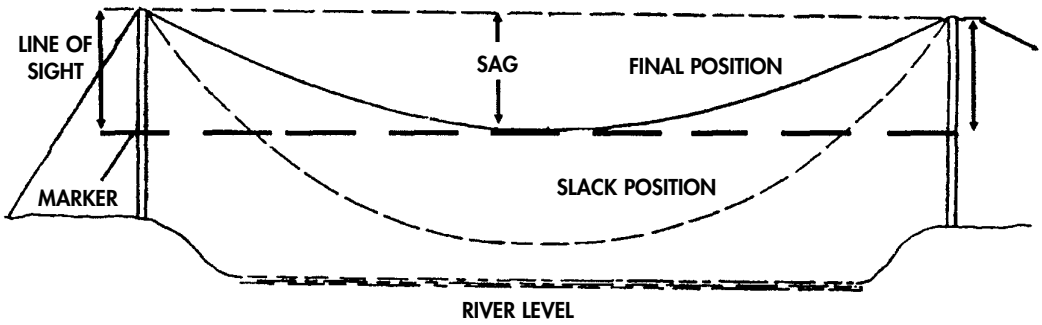 LINE OF
SIGHT
SAG
FINAL POSITION
MARKER
SLACK POSITION
RIVER LEVEL